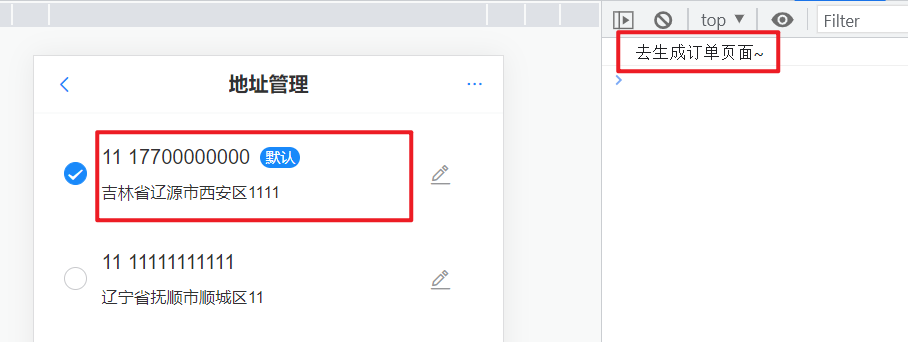 top ▼
Filter
去生成订单页面~
地址管理
11 17700000000 默认
吉林省辽源市西安区1111
11 11111111111
辽宁省抚顺市顺城区11